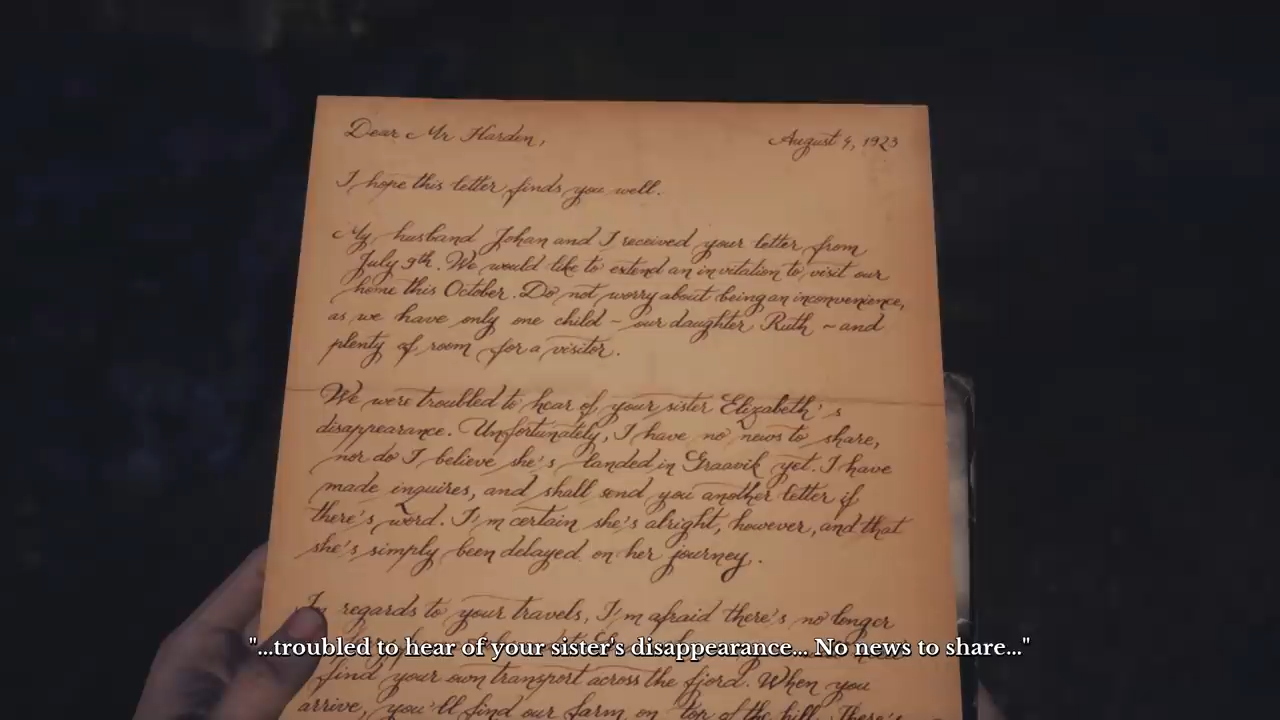 Dear Mr Harden,
August 4, 1923
I hope this letter finds you well.
My husband Johan and I received your letter from
July 9th. We would like to extend an invitation to visit our
home this October. Do not worry about being an inconvenience,
as we have only one child ~ our daughter Ruth ~ and
plenty of room for a visitor.
We were troubled to hear of your sister Elizabeth's
disappearance. Unfortunately, I have no news to share,
nor do I believe she's landed in Graavik yet. I have
made inquires, and shall send you another letter if
there's word. I'm certain she's alright, however, and that
she's simply been delayed on her journey.
In regards to your travels, I'm afraid there's no longer
"...troubled to hear of your sister's disappearance... No news to share..."
find your own transport across the fjord. When you
arrive, you'll find our farm on top of the hill. There's